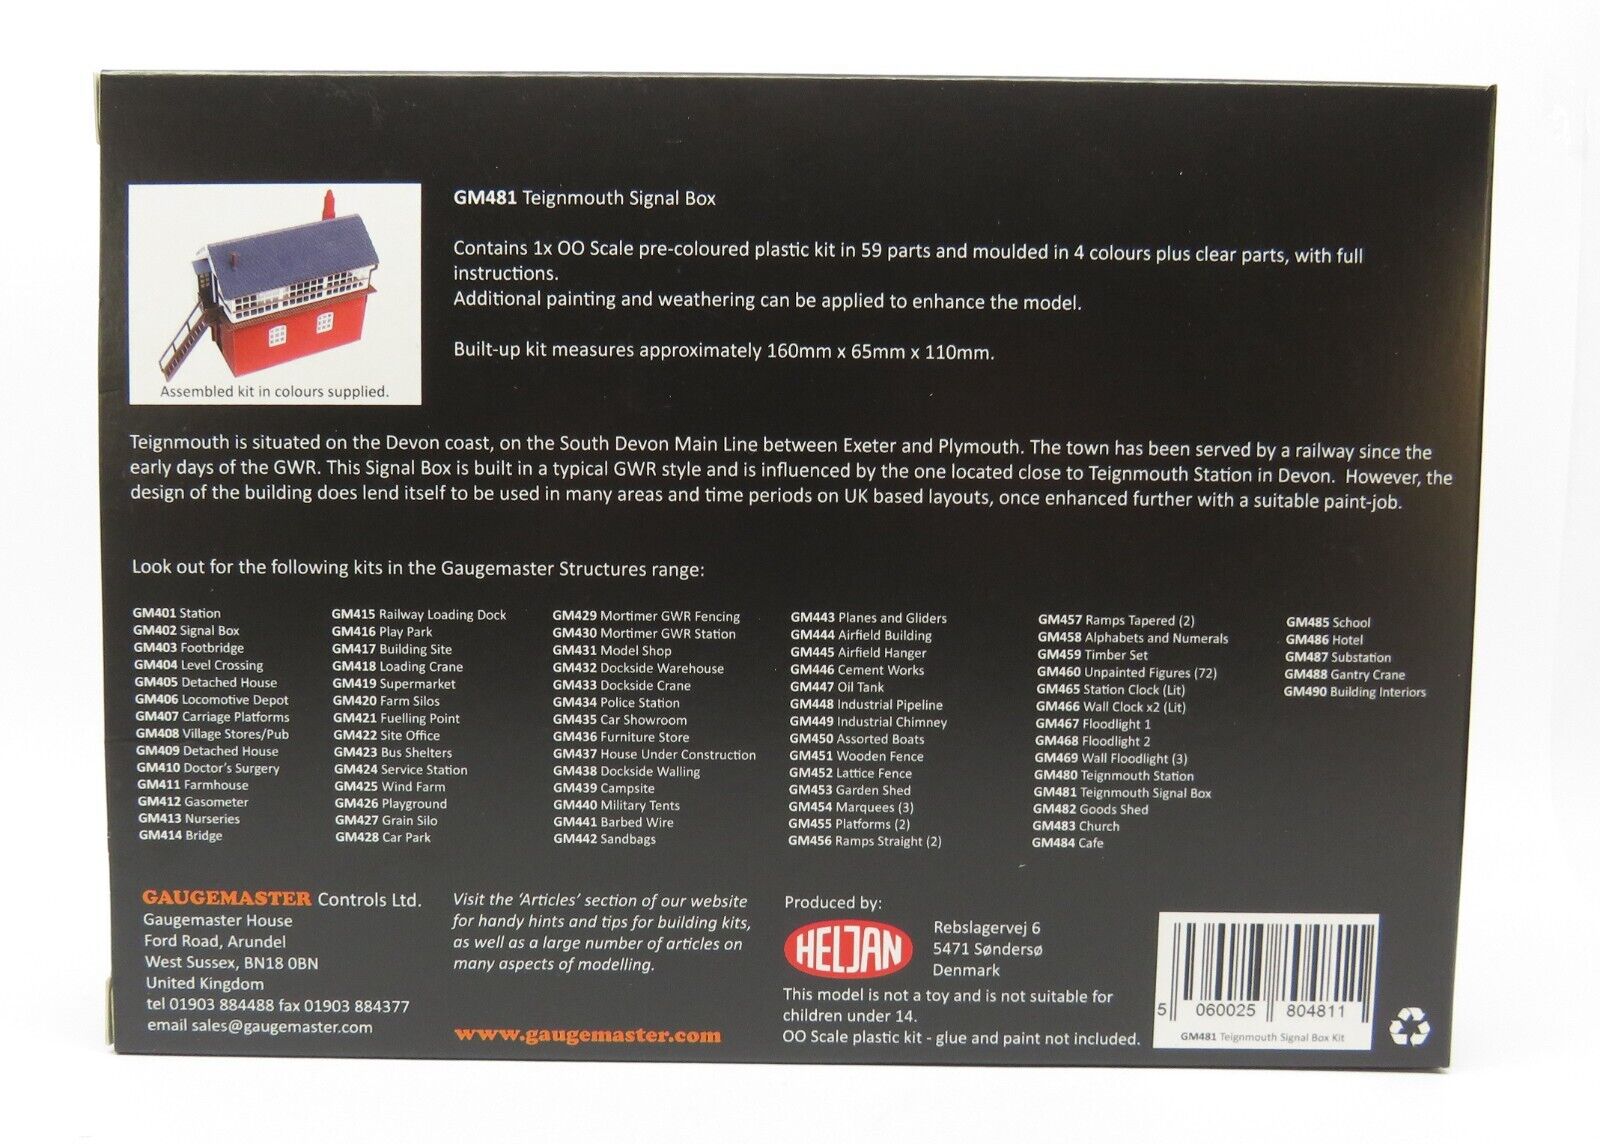 GM481 Teignmouth Signal Box
Contains 1x OO Scale pre-coloured plastic kit in 59 parts and moulded in 4 colours plus clear parts, with full
instructions.
Additional painting and weathering can be applied to enhance the model.
Built-up kit measures approximately 160mm x 65mm x 110mm.
Assembled kit in colours supplied.
Teignmouth is situated on the Devon coast, on the South Devon Main Line between Exeter and Plymouth. The town has been served by a railway since the
early days of the GWR. This Signal Box is built in a typical GWR style and is influenced by the one located close to Teignmouth Station in Devon. However, the
design of the building does lend itself to be used in many areas and time periods on UK based layouts, once enhanced further with a suitable paint-job.
Look out for the following kits in the Gaugemaster Structures range:
GM401 Station
GM402 Signal Box
GM403 Footbridge
GM404 Level Crossing
GM405 Detached House
GM406 Locomotive Depot
GM407 Carriage Platforms
GM408 Village Stores/Pub
GM409 Detached House
GM410 Doctor's Surgery
GM411 Farmhouse
GM412 Gasometer
GM413 Nurseries
GM414 Bridge
GM415 Railway Loading Dock
GM416 Play Park
GM417 Building Site
GM418 Loading Crane
GM419 Supermarket
GM420 Farm Silos
GM421 Fuelling Point
GM422 Site Office
GM423 Bus Shelters
GM424 Service Station
GM425 Wind Farm
GM426 Playground
GM427 Grain Silo
GM428 Car Park
GM429 Mortimer GWR Fencing
GM430 Mortimer GWR Station
GM431 Model Shop
GM432 Dockside Warehouse
GM433 Dockside Crane
GM434 Police Station
GM435 Car Showroom
GM436 Furniture Store
GM437 House Under Construction
GM438 Dockside Walling
GM439 Campsite
GM440 Military Tents
GM441 Barbed Wire
GM442 Sandbags
GM443 Planes and Gliders
GM444 Airfield Building
GM445 Airfield Hanger
GM446 Cement Works
GM447 Oil Tank
GM448 Industrial Pipeline
GM449 Industrial Chimney
GM450 Assorted Boats
GM451 Wooden Fence
GM452 Lattice Fence
GM453 Garden Shed
GM454 Marquees (3)
GM455 Platforms (2)
GM456 Ramps Straight (2)
GM457 Ramps Tapered (2)
GM458 Alphabets and Numerals
GM459 Timber Set
GM460 Unpainted Figures (72)
GM465 Station Clock (Lit)
GM466 Wall Clock x2 (Lit)
GM467 Floodlight 1
GM468 Floodlight 2
GM469 Wall Floodlight (3)
GM480 Teignmouth Station
GM481 Teignmouth Signal Box
GM482 Goods Shed
GM483 Church
GM484 Cafe
GM485 School
GM486 Hotel
GM487 Substation
GM488 Gantry Crane
GM490 Building Interiors
GAUGEMASTER Controls Ltd.
Gaugemaster House
Ford Road, Arundel
West Sussex, BN18 0BN
United Kingdom
tel 01903 884488 fax 01903 884377
email sales@gaugemaster.com
Visit the 'Articles' section of our website
for handy hints and tips for building kits,
as well as a large number of articles on
many aspects of modelling.
www.gaugemaster.com
Produced by:
HELJAN
Rebslagervej 6
5471 Søndersø
Denmark
This model is not a toy and is not suitable for
children under 14.
OO Scale plastic kit - glue and paint not included.
5 060025 804811
GM481 Teignmouth Signal Box Kit